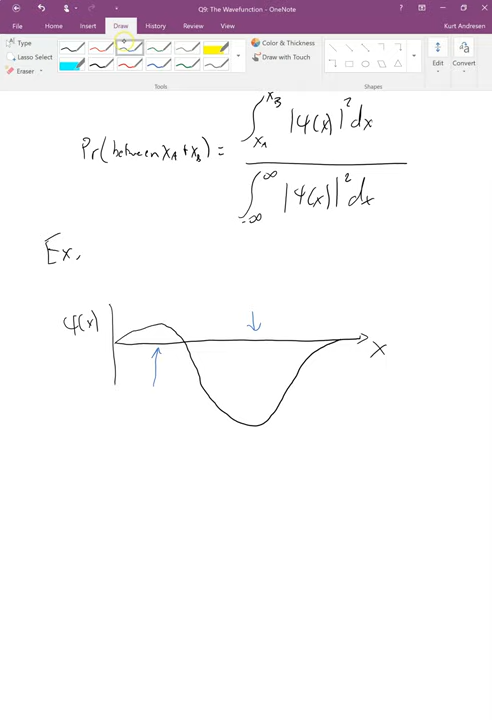 Q9: The Wavefunction - OneNote
Kurt Andresen
File Home Insert Draw History Review View
Type
Lasso Selesen
Eraser
Color & Thickness
Draw with Touch
Edit
Convert
Tools
Shapes
Pr(between x_A + x_B) = ∫_{x_A}^{x_B} |ψ(x)|² dx / ∫_{-∞}^{∞} |ψ(x)|² dx
Ex.
ψ(x)
x